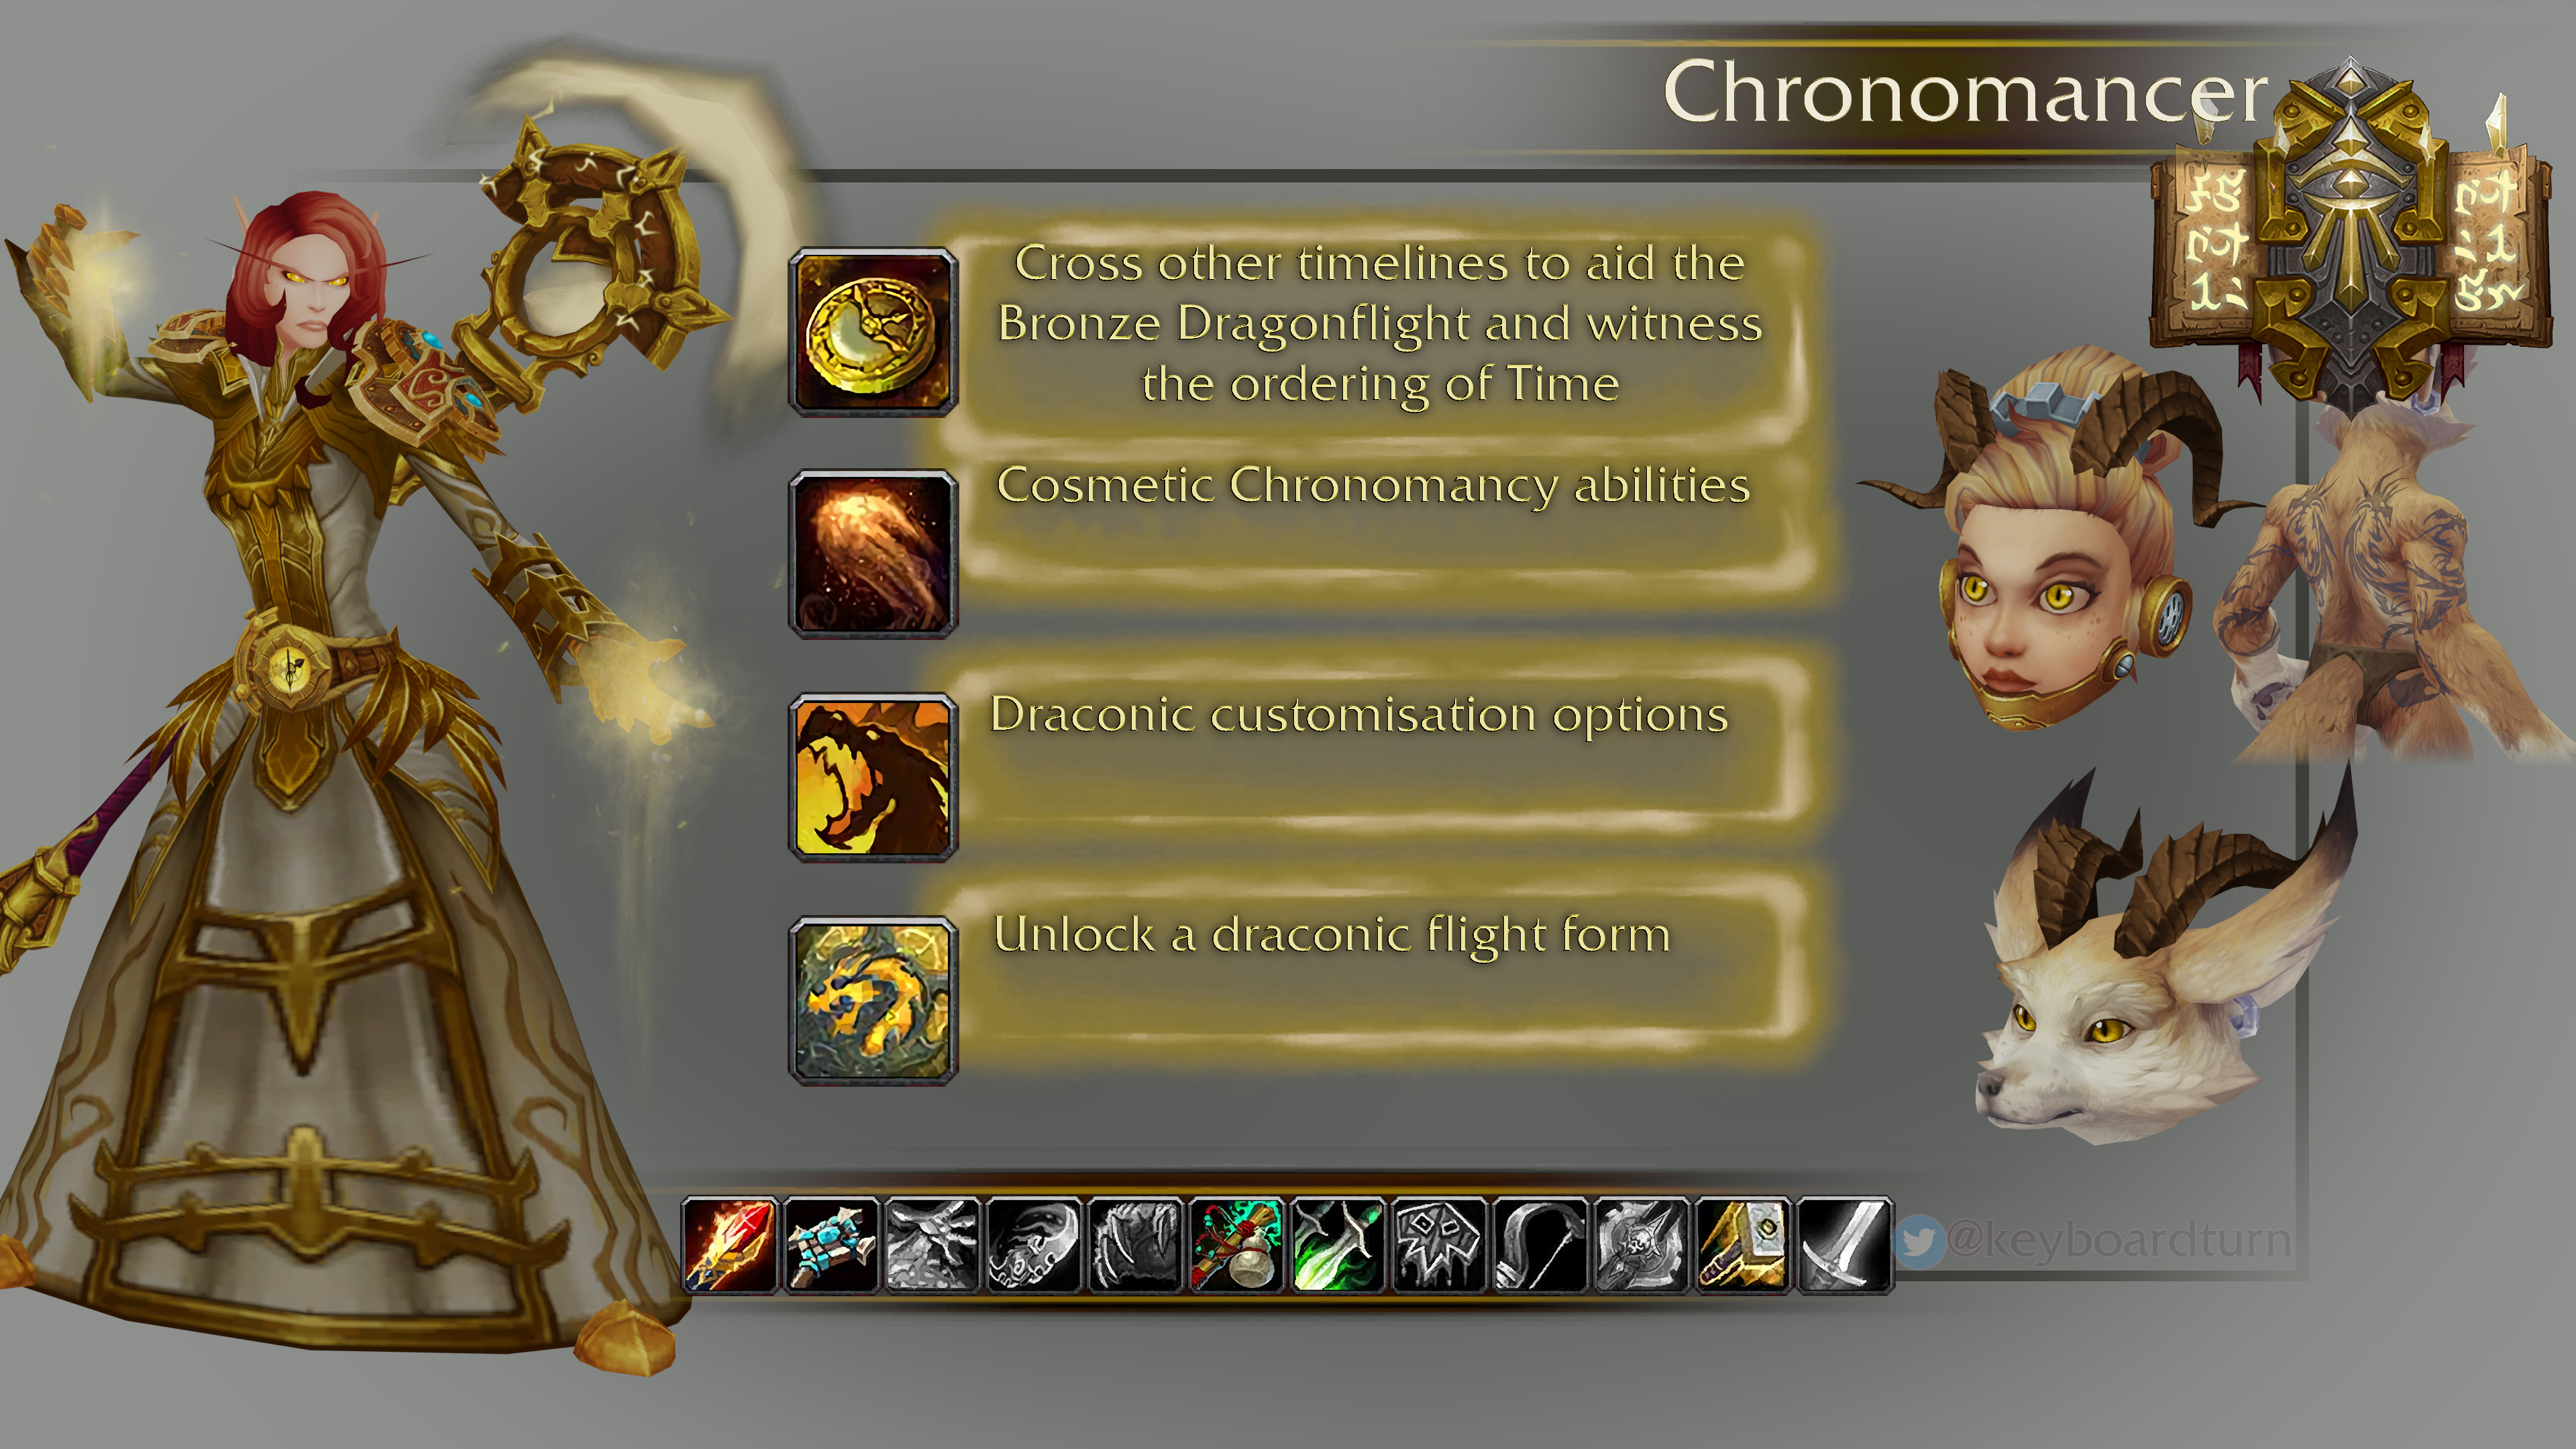 Chronomancer
Cross other timelines to aid the
Bronze Dragonflight and witness
the ordering of Time
Cosmetic Chronomancy abilities
Draconic customisation options
Unlock a draconic flight form
@keyboardturn